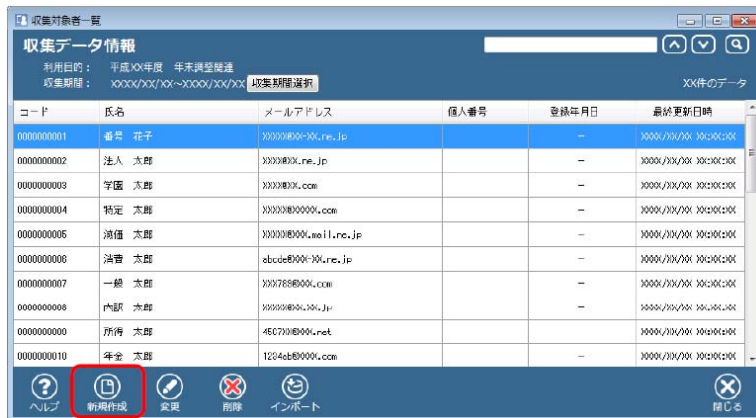 収集対象者一覧
収集データ情報
利用目的： 平成XX年度 年末調整関連
収集期間： XXXX/XX/XX～XXXX/XX/XX 収集期間選択
XX件のデータ
コード 氏名 メールアドレス 個人番号 登録年月日 最終更新日時
0000000001 番号 花子 XXXXX@XX-XX.ne.jp － XXXX/XX/XX XX:XX:XX
0000000002 法人 太郎 XXXX@XX.ne.jp － XXXX/XX/XX XX:XX:XX
0000000003 学園 太郎 XXXX@XX.com － XXXX/XX/XX XX:XX:XX
0000000004 特定 太郎 XXXXX@XXXXX.com － XXXX/XX/XX XX:XX:XX
0000000005 減価 太郎 XXXXX@XXX.mail.ne.jp － XXXX/XX/XX XX:XX:XX
0000000006 消費 太郎 abcde@XXX-XX.ne.jp － XXXX/XX/XX XX:XX:XX
0000000007 一般 太郎 XXX789@XXX.com － XXXX/XX/XX XX:XX:XX
0000000008 内訳 太郎 － XXXX/XX/XX XX:XX:XX
所得 太郎 XXXX/XX/XX XX:XX:XX
0000000010 年金 太郎 － XXXX/XX/XX XX:XX:XX
ヘルプ 新規作成 変更 削除 インポート 閉じる